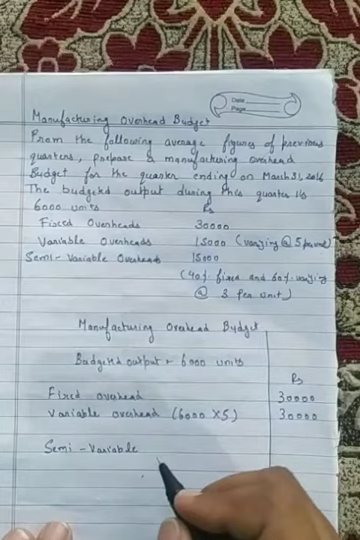 Date
Page
Manufacturing Overhead Budget
From the following average figures of previous
quarters, prepare a manufacturing overhead
Budget for the quarter ending on March 31, 2016
The budgeted output during this quarter is
6000 units Rs
Fixed Overheads 30000
Variable Overheads 15000 (varying @ 5 per unit)
Semi-Variable Overheads 15000
(40% fixed and 60% varying
@ 3 Per unit)
Manufacturing Overhead Budget
Budgeted output - 6000 units
Rs
Fixed overhead 30000
Variable overhead (6000 X5) 30000
Semi-Variable